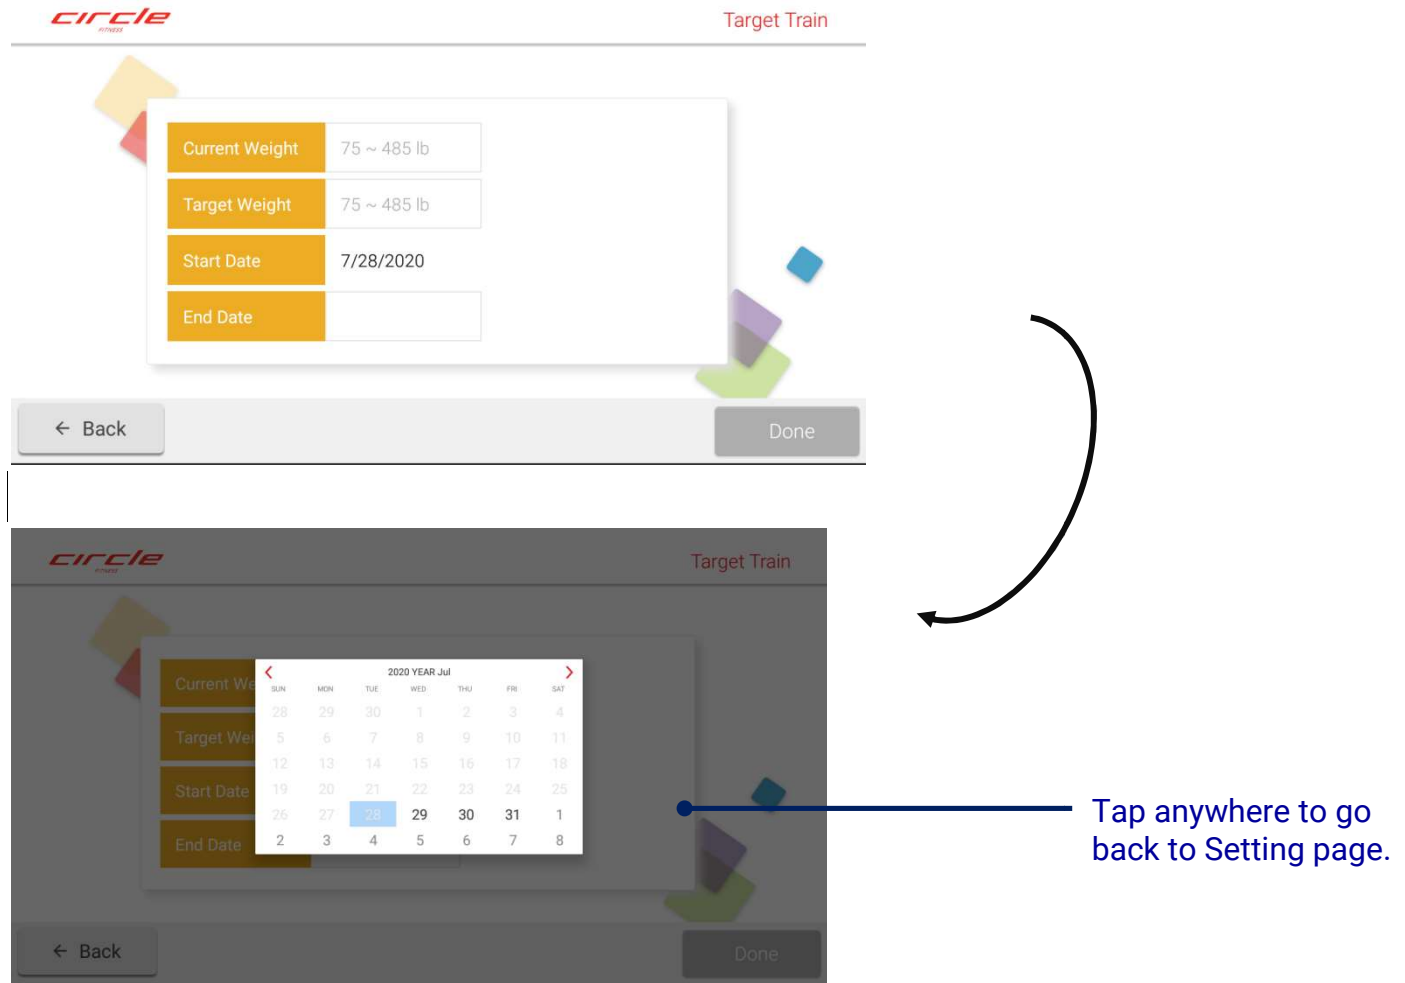 circle
FITNESS
Target Train
Current Weight 75 ~ 485 lb
Target Weight 75 ~ 485 lb
Start Date 7/28/2020
End Date
← Back
Done
circle
FITNESS
Target Train
Current We
Target Wei
Start Date
End Date
2020 YEAR Jul
SUN MON TUE WED THU FRI SAT
28 29 30 1 2 3 4
5 6 7 8 9 10 11
12 13 14 15 16 17 18
19 20 21 22 23 24 25
26 27 28 29 30 31 1
2 3 4 5 6 7 8
← Back
Done
Tap anywhere to go
back to Setting page.